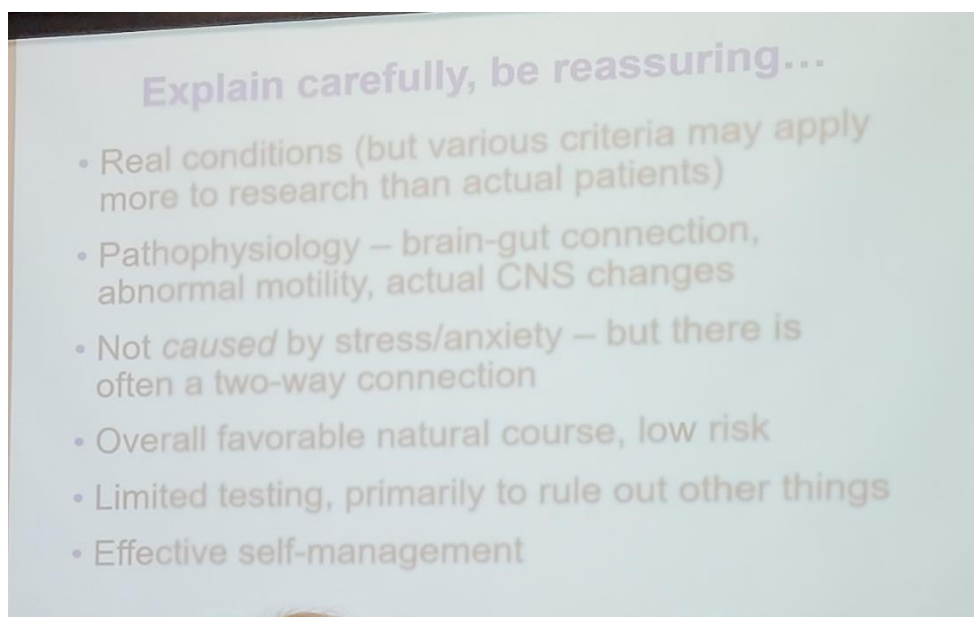 Explain carefully, be reassuring...
• Real conditions (but various criteria may apply
more to research than actual patients)
• Pathophysiology – brain-gut connection,
abnormal motility, actual CNS changes
• Not caused by stress/anxiety – but there is
often a two-way connection
• Overall favorable natural course, low risk
• Limited testing, primarily to rule out other things
• Effective self-management